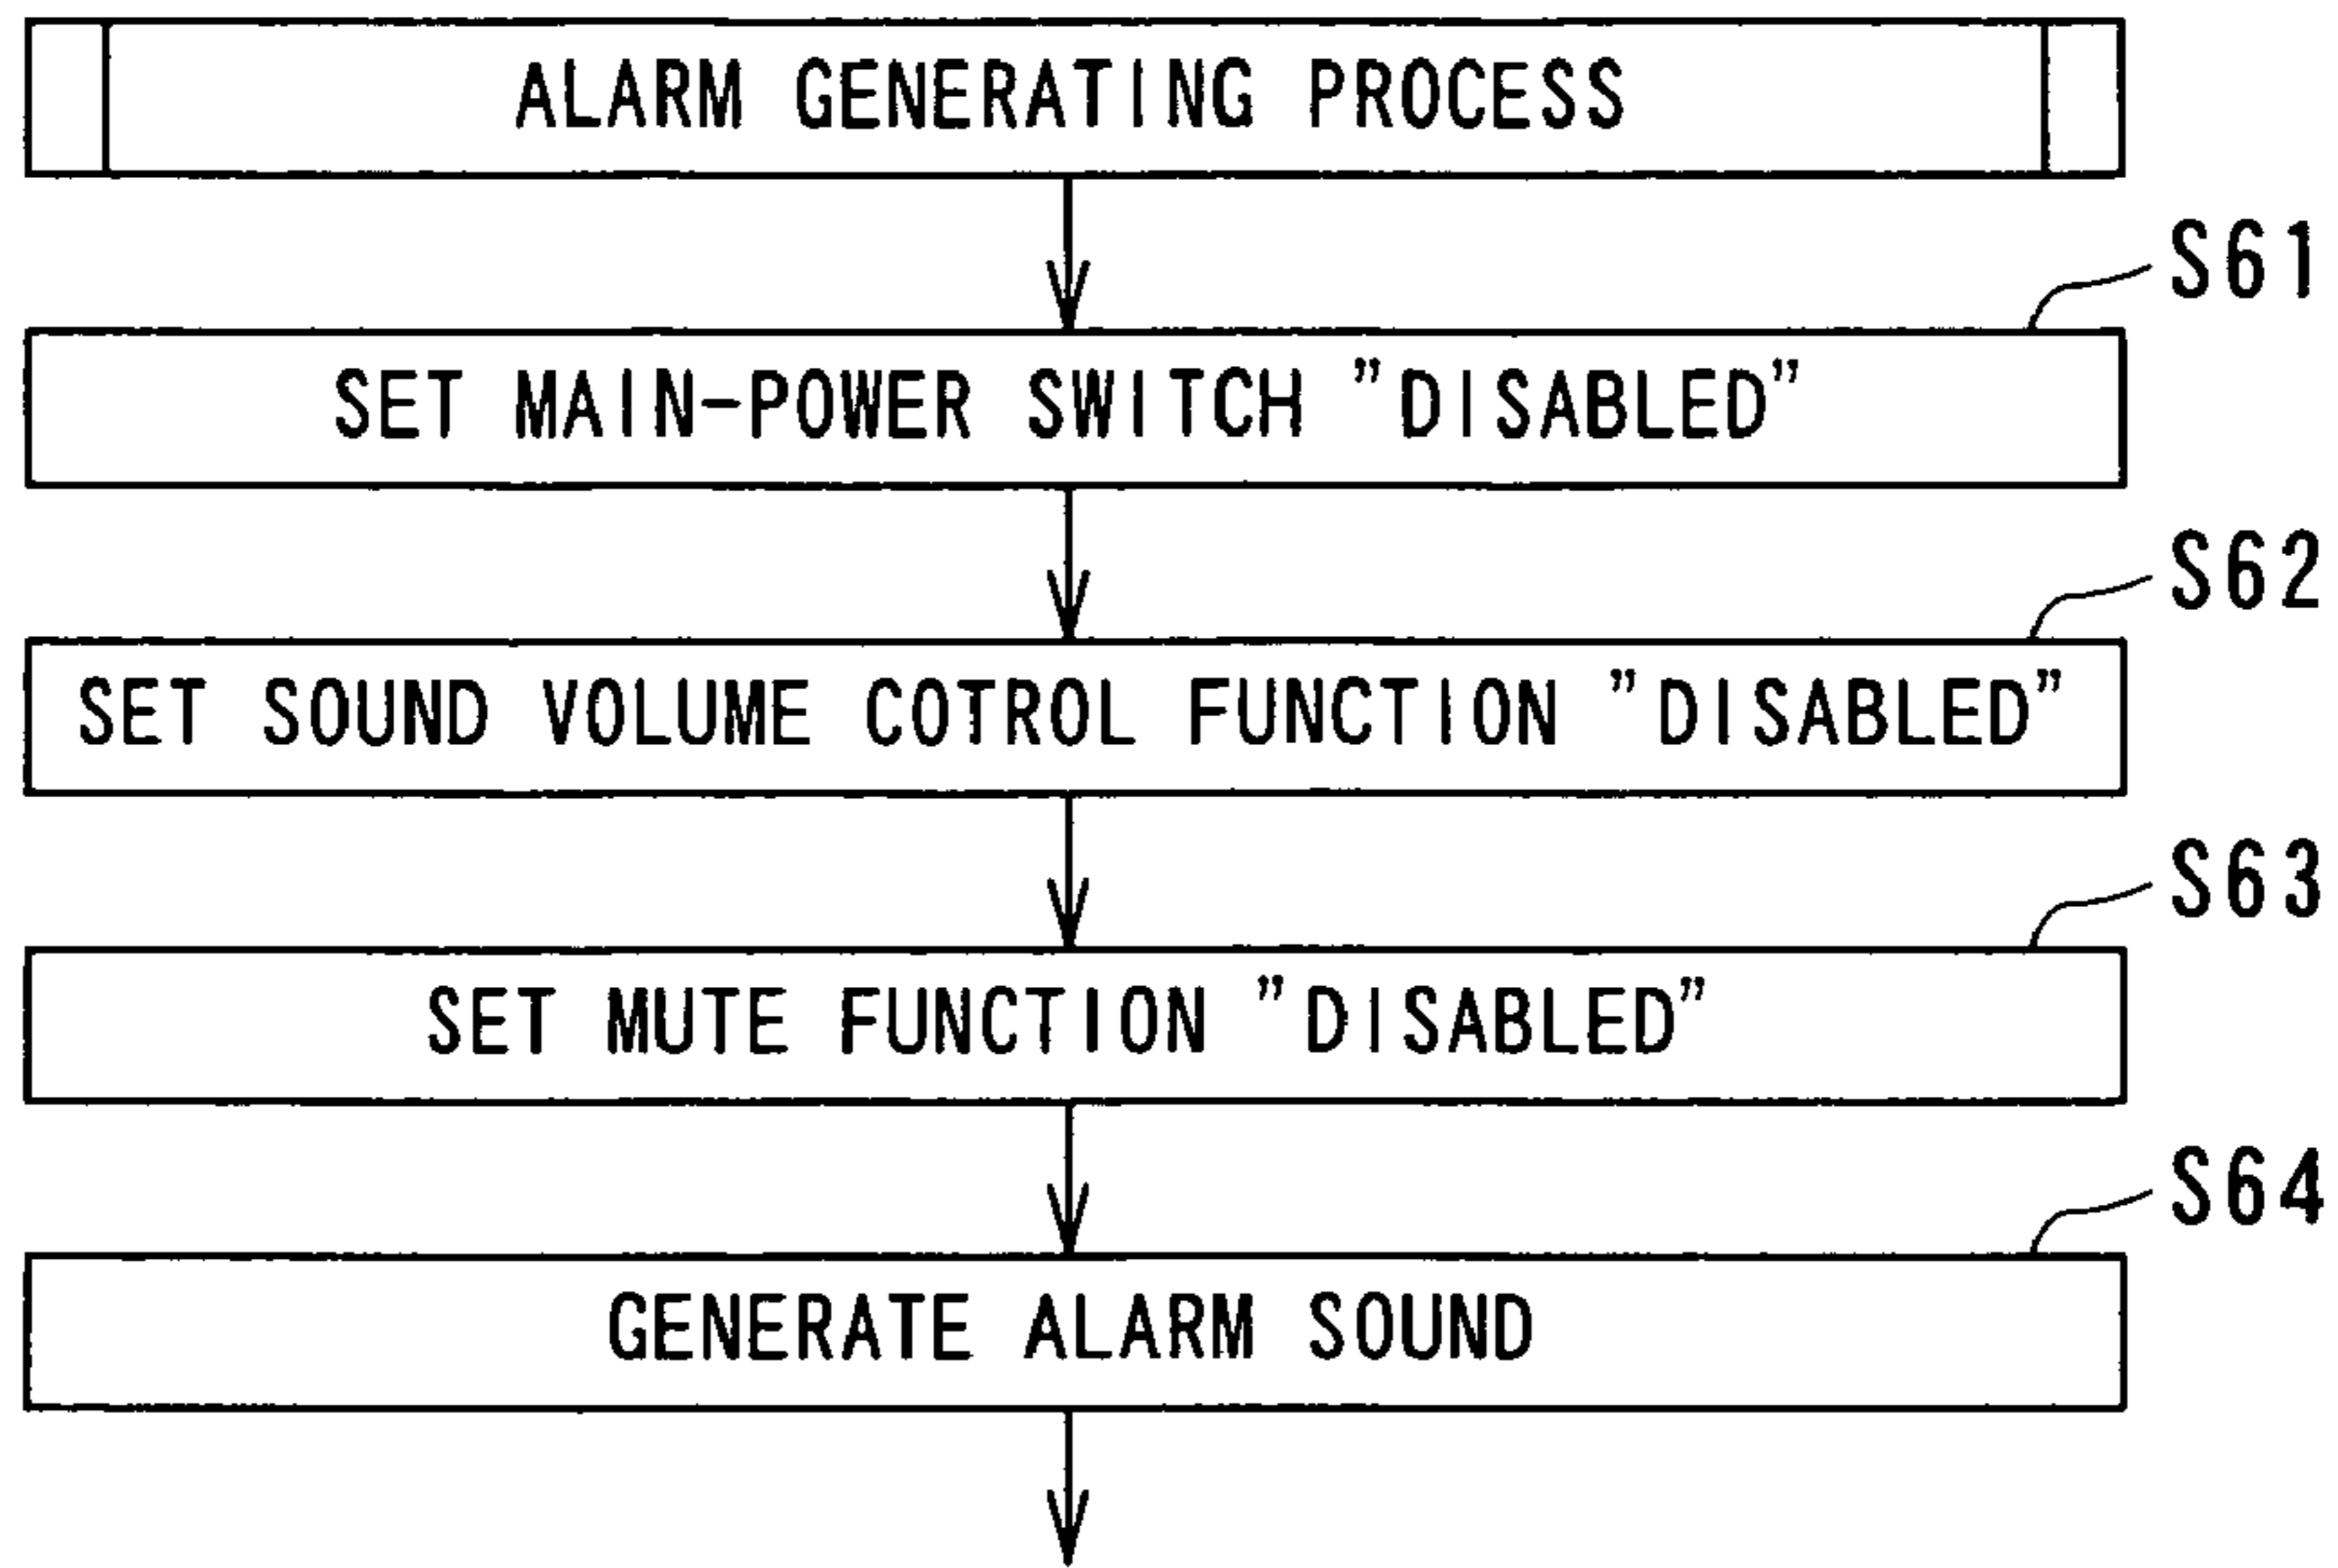 ALARM GENERATING PROCESS
S61
SET MAIN-POWER SWITCH "DISABLED"
S62
SET SOUND VOLUME COTROL FUNCTION "DISABLED"
S63
SET MUTE FUNCTION "DISABLED"
S64
GENERATE ALARM SOUND